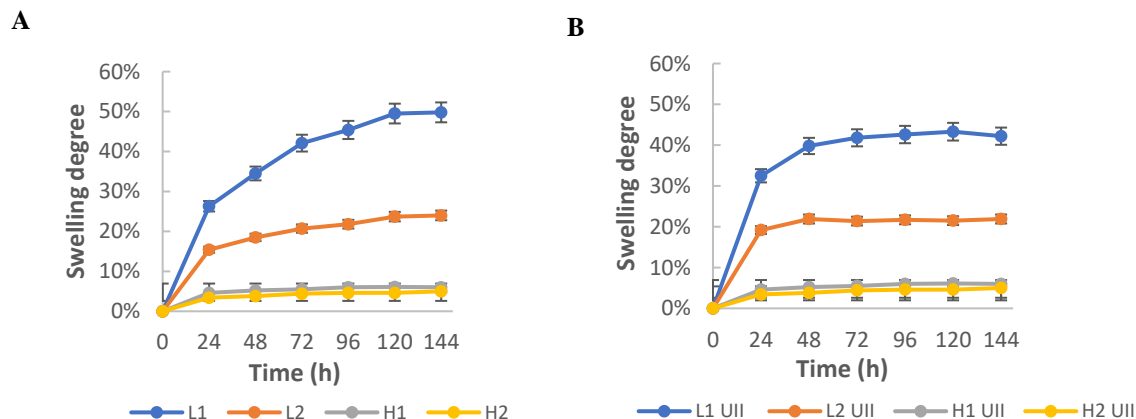 A
60%
50%
40%
30%
20%
10%
0%
Swelling degree
0 24 48 72 96 120 144
Time (h)
L1 L2 H1 H2
B
60%
50%
40%
30%
20%
10%
0%
Swelling degree
0 24 48 72 96 120 144
Time (h)
L1 UII L2 UII H1 UII H2 UII